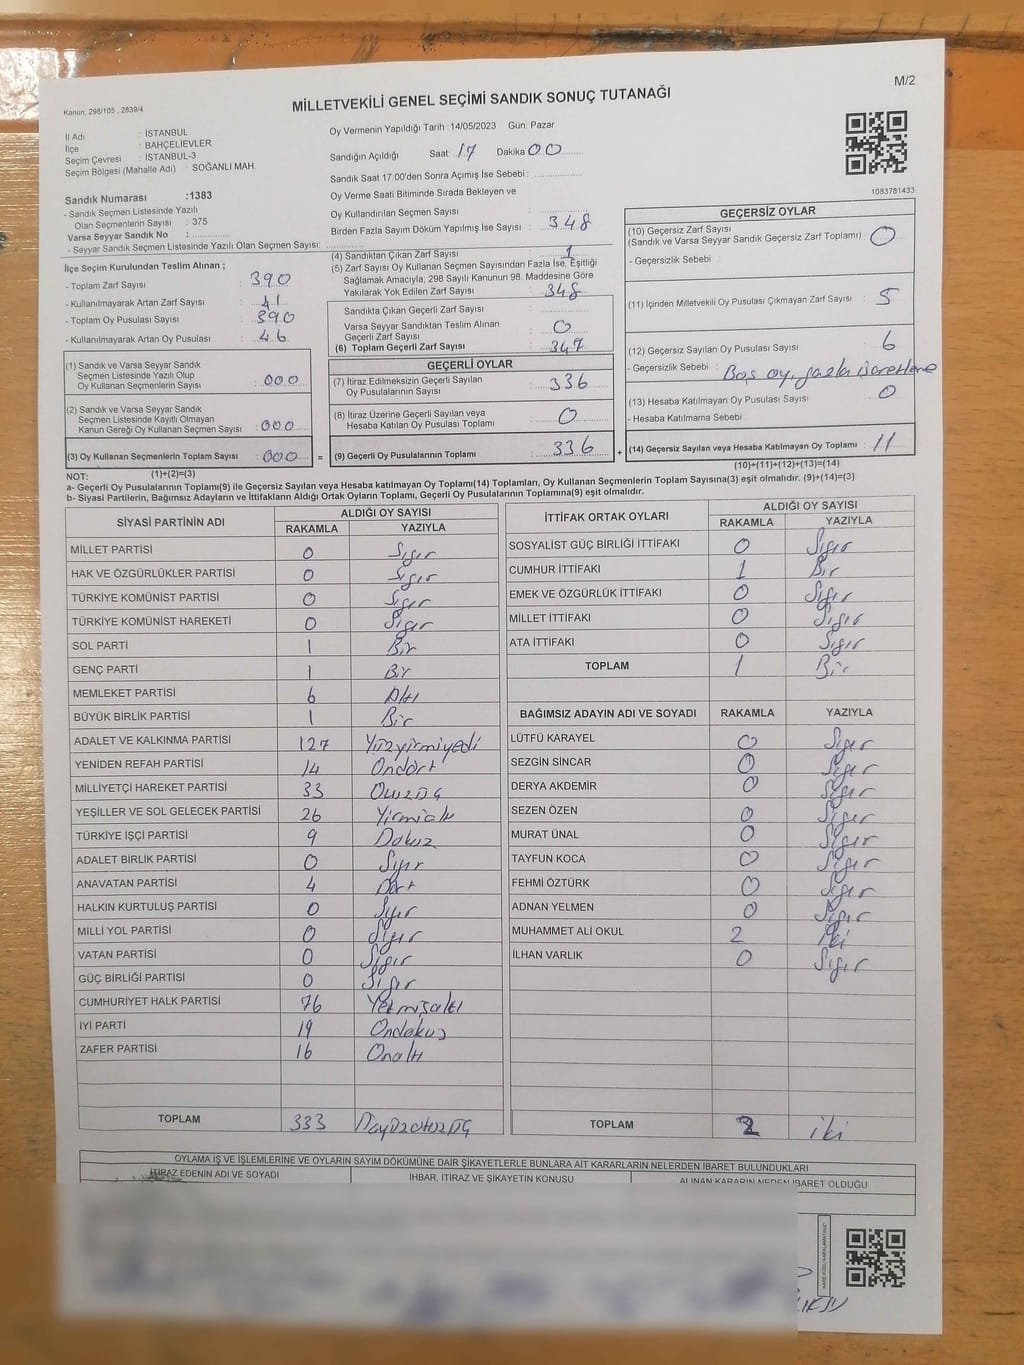 M/2
Kanun; 298/105 , 2839/4
MİLLETVEKİLİ GENEL SEÇİMİ SANDIK SONUÇ TUTANAĞI
İl Adı : İSTANBUL
İlçe : BAHÇELİEVLER
Seçim Çevresi : İSTANBUL-3
Seçim Bölgesi (Mahalle Adı) : SOĞANLI MAH.
Sandık Numarası :1383
- Sandık Seçmen Listesinde Yazılı
Olan Seçmenlerin Sayısı : 375
Varsa Seyyar Sandık No :
- Seyyar Sandık Seçmen Listesinde Yazılı Olan Seçmen Sayısı:
Oy Vermenin Yapıldığı Tarih :14/05/2023 Gün: Pazar
Sandığın Açıldığı Saat: 17 Dakika 00
Sandık Saat 17:00'den Sonra Açımış İse Sebebi :
Oy Verme Saati Bitiminde Sırada Bekleyen ve
Oy Kullandırılan Seçmen Sayısı :
Birden Fazla Sayım Döküm Yapılmış İse Sayısı : 348
1083781433
İlçe Seçim Kurulundan Teslim Alınan ;
- Toplam Zarf Sayısı : 390
- Kullanılmayarak Artan Zarf Sayısı : 41
- Toplam Oy Pusulası Sayısı : 390
- Kullanılmayarak Artan Oy Pusulası : 46
(4) Sandıktan Çıkan Zarf Sayısı : 1
(5) Zarf Sayısı Oy Kullanan Seçmen Sayısından Fazla İse, Eşitliği
Sağlamak Amacıyla; 298 Sayılı Kanunun 98. Maddesine Göre
Yakılarak Yok Edilen Zarf Sayısı : 348
Sandıkta Çıkan Geçerli Zarf Sayısı :
Varsa Seyyar Sandıktan Teslim Alınan
Geçerli Zarf Sayısı : 0
(6) Toplam Geçerli Zarf Sayısı : 347
GEÇERSİZ OYLAR
(10) Geçersiz Zarf Sayısı
(Sandık ve Varsa Seyyar Sandık Geçersiz Zarf Toplamı) : 0
- Geçersizlik Sebebi :
(11) İçinden Milletvekili Oy Pusulası Çıkmayan Zarf Sayısı : 5
(12) Geçersiz Sayılan Oy Pusulası Sayısı : 6
- Geçersizlik Sebebi : Boş oy, fazla işaretleme
(13) Hesaba Katılmayan Oy Pusulası Sayısı : 0
- Hesaba Katılmama Sebebi :
(14) Geçersiz Sayılan veya Hesaba Katılmayan Oy Toplamı : 11
(10)+(11)+(12)+(13)=(14)
(1) Sandık ve Varsa Seyyar Sandık
Seçmen Listesinde Yazılı Olup
Oy Kullanan Seçmenlerin Sayısı : 000
(2) Sandık ve Varsa Seyyar Sandık
Seçmen Listesinde Kayıtlı Olmayan
Kanun Gereği Oy Kullanan Seçmen Sayısı : 000
(3) Oy Kullanan Seçmenlerin Toplam Sayısı : 000 =
(1)+(2)=(3)
GEÇERLİ OYLAR
(7) İtiraz Edilmeksizin Geçerli Sayılan
Oy Pusulalarının Sayısı : 336
(8) İtiraz Üzerine Geçerli Sayılan veya
Hesaba Katılan Oy Pusulası Toplamı : 0
(9) Geçerli Oy Pusulalarının Toplamı : 336 +
NOT:
a- Geçerli Oy Pusulalarının Toplamı(9) ile Geçersiz Sayılan veya Hesaba katılmayan Oy Toplamı(14) Toplamları, Oy Kullanan Seçmenlerin Toplam Sayısına(3) eşit olmalıdır. (9)+(14)=(3)
b- Siyasi Partilerin, Bağımsız Adayların ve İttifakların Aldığı Ortak Oyların Toplamı, Geçerli Oy Pusulalarının Toplamına(9) eşit olmalıdır.
SİYASİ PARTİNİN ADI ALDIĞI OY SAYISI
RAKAMLA YAZIYLA
MİLLET PARTİSİ 0 Sıfır
HAK VE ÖZGÜRLÜKLER PARTİSİ 0 Sıfır
TÜRKİYE KOMÜNİST PARTİSİ 0 Sıfır
TÜRKİYE KOMÜNİST HAREKETİ 0 Sıfır
SOL PARTİ 1 Bir
GENÇ PARTİ 1 Bir
MEMLEKET PARTİSİ 6 Altı
BÜYÜK BİRLİK PARTİSİ 1 Bir
ADALET VE KALKINMA PARTİSİ 127 Yüzyirmiyedi
YENİDEN REFAH PARTİSİ 14 Ondört
MİLLİYETÇİ HAREKET PARTİSİ 33 Otuzüç
YEŞİLLER VE SOL GELECEK PARTİSİ 26 Yirmialtı
TÜRKİYE İŞÇİ PARTİSİ 9 Dokuz
ADALET BİRLİK PARTİSİ 0 Sıfır
ANAVATAN PARTİSİ 4 Dört
HALKIN KURTULUŞ PARTİSİ 0 Sıfır
MİLLİ YOL PARTİSİ 0 Sıfır
VATAN PARTİSİ 0 Sıfır
GÜÇ BİRLİĞİ PARTİSİ 0 Sıfır
CUMHURİYET HALK PARTİSİ 76 Yetmişaltı
İYİ PARTİ 19 Ondokuz
ZAFER PARTİSİ 16 Onaltı
TOPLAM 333 Üçyüzotuzüç
İTTİFAK ORTAK OYLARI ALDIĞI OY SAYISI
RAKAMLA YAZIYLA
SOSYALİST GÜÇ BİRLİĞİ İTTİFAKI 0 Sıfır
CUMHUR İTTİFAKI 1 Bir
EMEK VE ÖZGÜRLÜK İTTİFAKI 0 Sıfır
MİLLET İTTİFAKI 0 Sıfır
ATA İTTİFAKI 0 Sıfır
TOPLAM 1 Bir
BAĞIMSIZ ADAYIN ADI VE SOYADI RAKAMLA YAZIYLA
LÜTFÜ KARAYEL 0 Sıfır
SEZGİN SİNCAR 0 Sıfır
DERYA AKDEMİR 0 Sıfır
SEZEN ÖZEN 0 Sıfır
MURAT ÜNAL 0 Sıfır
TAYFUN KOCA 0 Sıfır
FEHMİ ÖZTÜRK 0 Sıfır
ADNAN YELMEN 0 Sıfır
MUHAMMET ALİ OKUL 2 İki
İLHAN VARLIK 0 Sıfır
TOPLAM 2 İki
OYLAMA İŞ VE İŞLEMLERİNE VE OYLARIN SAYIM DÖKÜMÜNE DAİR ŞİKAYETLERLE BUNLARA AİT KARARLARIN NELERDEN İBARET BULUNDUKLARI
İTİRAZ EDENİN ADI VE SOYADI İHBAR, İTİRAZ VE ŞİKAYETİN KONUSU ALINAN KARARIN NEDEN İBARET OLDUĞU